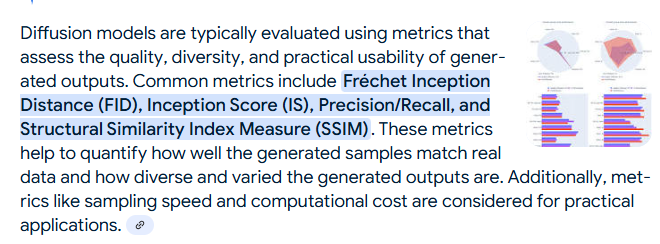 Diffusion models are typically evaluated using metrics that
assess the quality, diversity, and practical usability of gener-
ated outputs. Common metrics include Fréchet Inception
Distance (FID), Inception Score (IS), Precision/Recall, and
Structural Similarity Index Measure (SSIM). These metrics
help to quantify how well the generated samples match real
data and how diverse and varied the generated outputs are. Additionally, met-
rics like sampling speed and computational cost are considered for practical
applications.